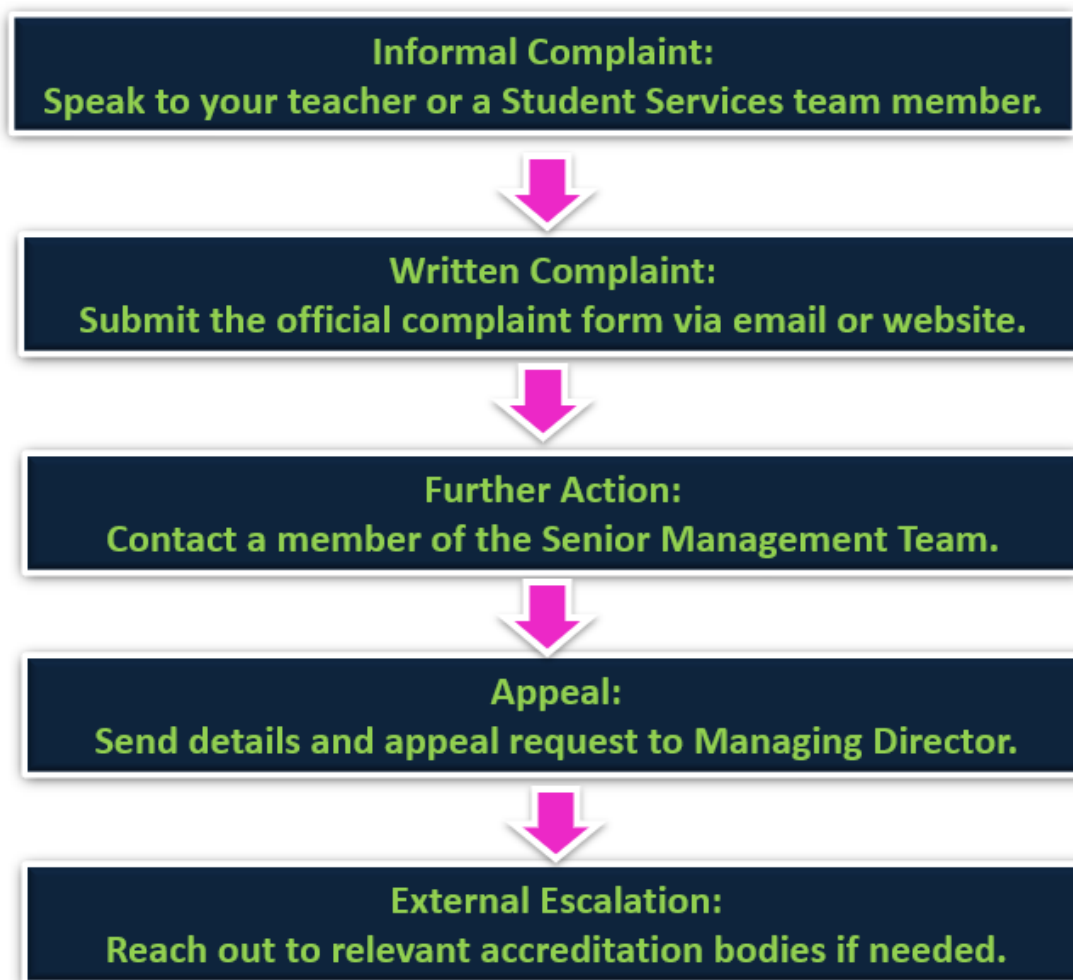 Informal Complaint:
Speak to your teacher or a Student Services team member.
Written Complaint:
Submit the official complaint form via email or website.
Further Action:
Contact a member of the Senior Management Team.
Appeal:
Send details and appeal request to Managing Director.
External Escalation:
Reach out to relevant accreditation bodies if needed.